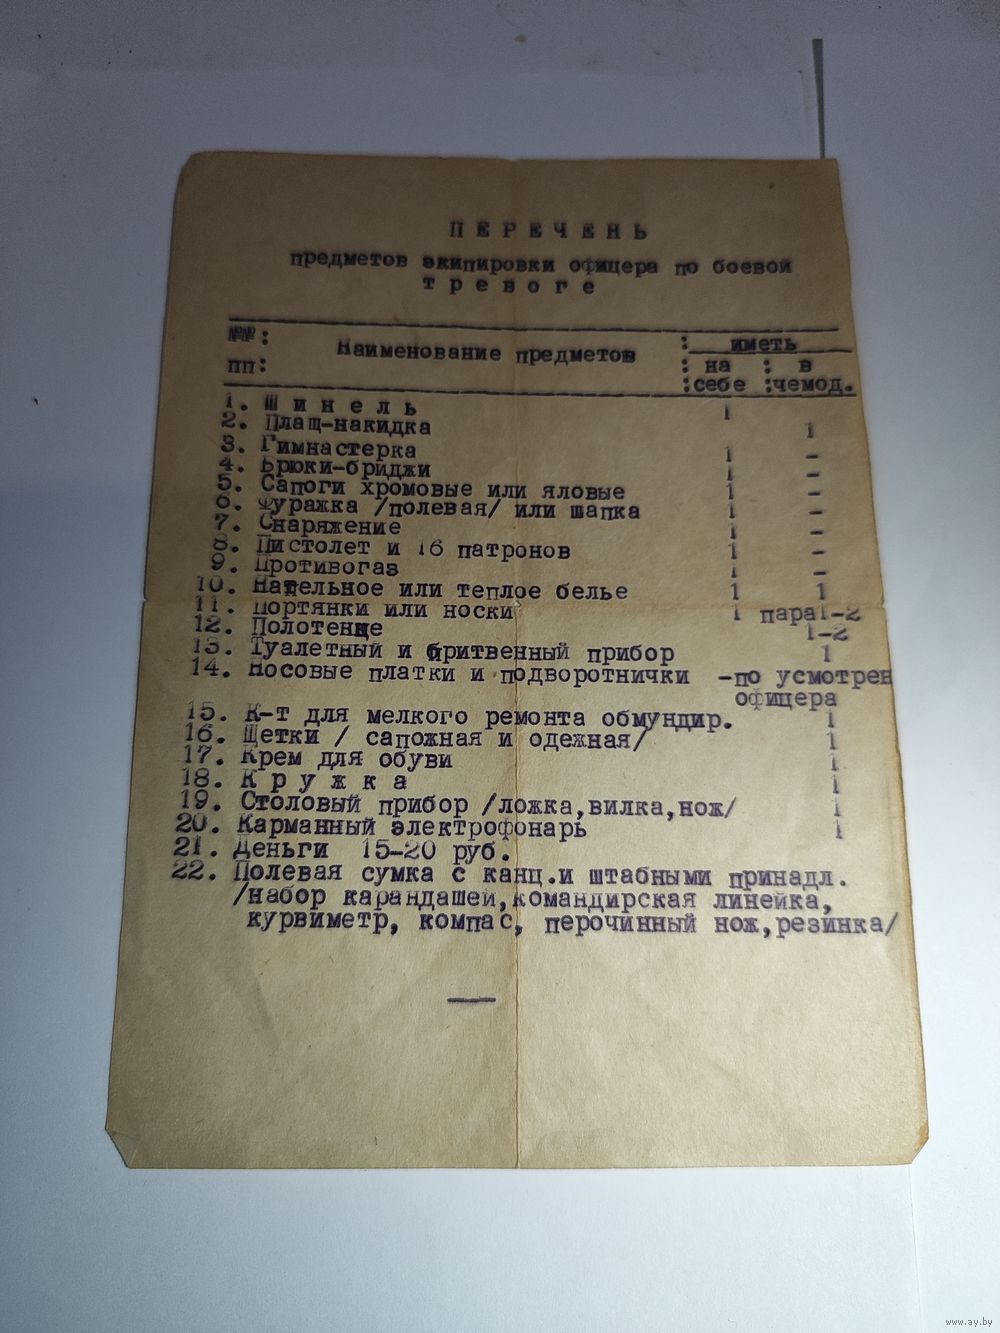 ПЕРЕЧЕНЬ
предметов экипировки офицера по боевой
тревоге
№№: Наименование предметов : иметь
пп: : на : в
:себе :чемод.
1. Шинель 1
2. Плащ-накидка 1
3. Гимнастерка 1 -
4. Брюки-бриджи 1 -
5. Сапоги хромовые или яловые 1 -
6. Фуражка /полевая/ или шапка 1 -
7. Снаряжение 1 -
8. Пистолет и 16 патронов 1 -
9. Противогаз 1 -
10. Нательное или теплое белье 1 1
11. Портянки или носки 1 пара1-2
12. Полотенце 1-2
13. Туалетный и бритвенный прибор 1
14. Носовые платки и подворотнички -по усмотрен
офицера
15. К-т для мелкого ремонта обмундир. 1
16. Щетки / сапожная и одежная/ 1
17. Крем для обуви 1
18. Кружка 1
19. Столовый прибор /ложка,вилка,нож/ 1
20. Карманный электрофонарь 1
21. Деньги 15-20 руб.
22. Полевая сумка с канц.и штабными принадл.
/набор карандашей,командирская линейка,
курвиметр, компас, перочинный нож,резинка/
www.ay.by